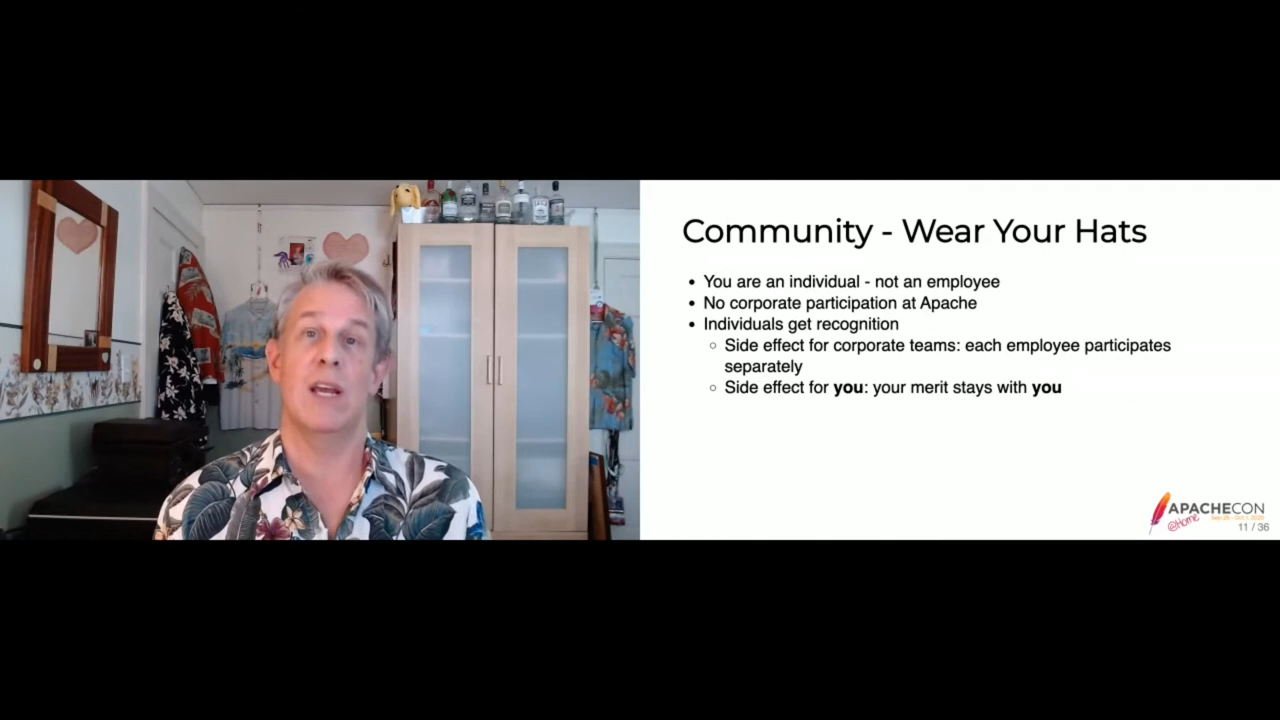 Community - Wear Your Hats
• You are an individual - not an employee
• No corporate participation at Apache
• Individuals get recognition
○ Side effect for corporate teams: each employee participates
separately
○ Side effect for you: your merit stays with you
APACHECON
@Home
11 / 36